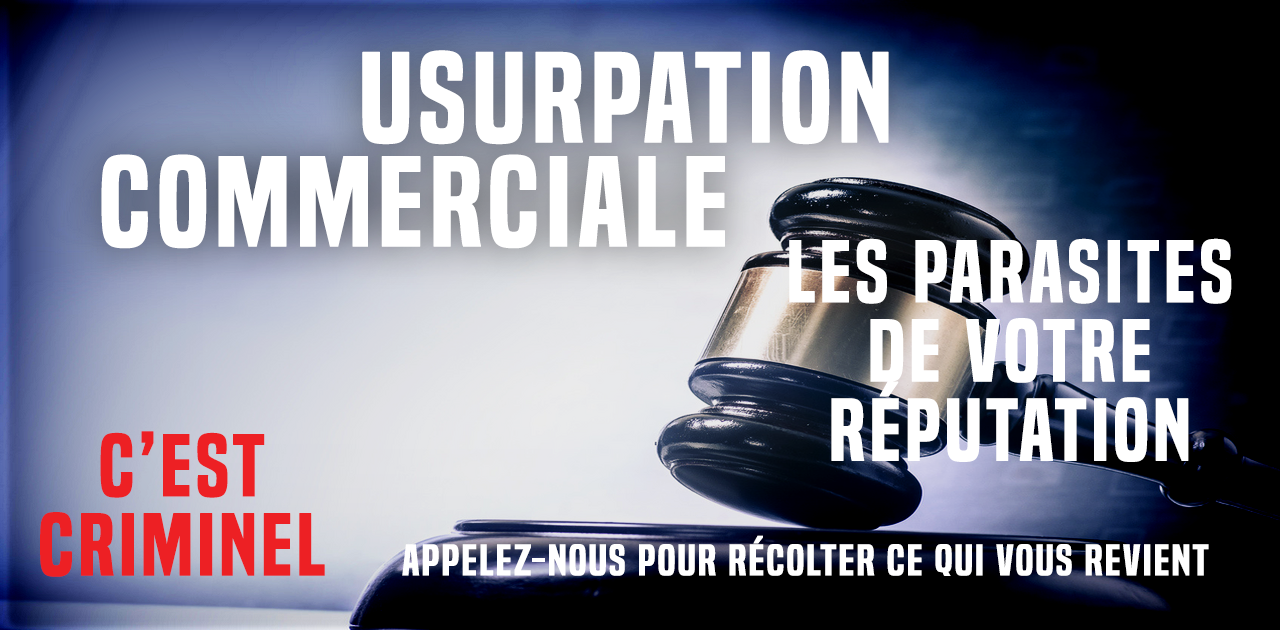 USURPATION
COMMERCIALE
LES PARASITES
DE VOTRE
RÉPUTATION
C'EST
CRIMINEL
APPELEZ-NOUS POUR RÉCOLTER CE QUI VOUS REVIENT